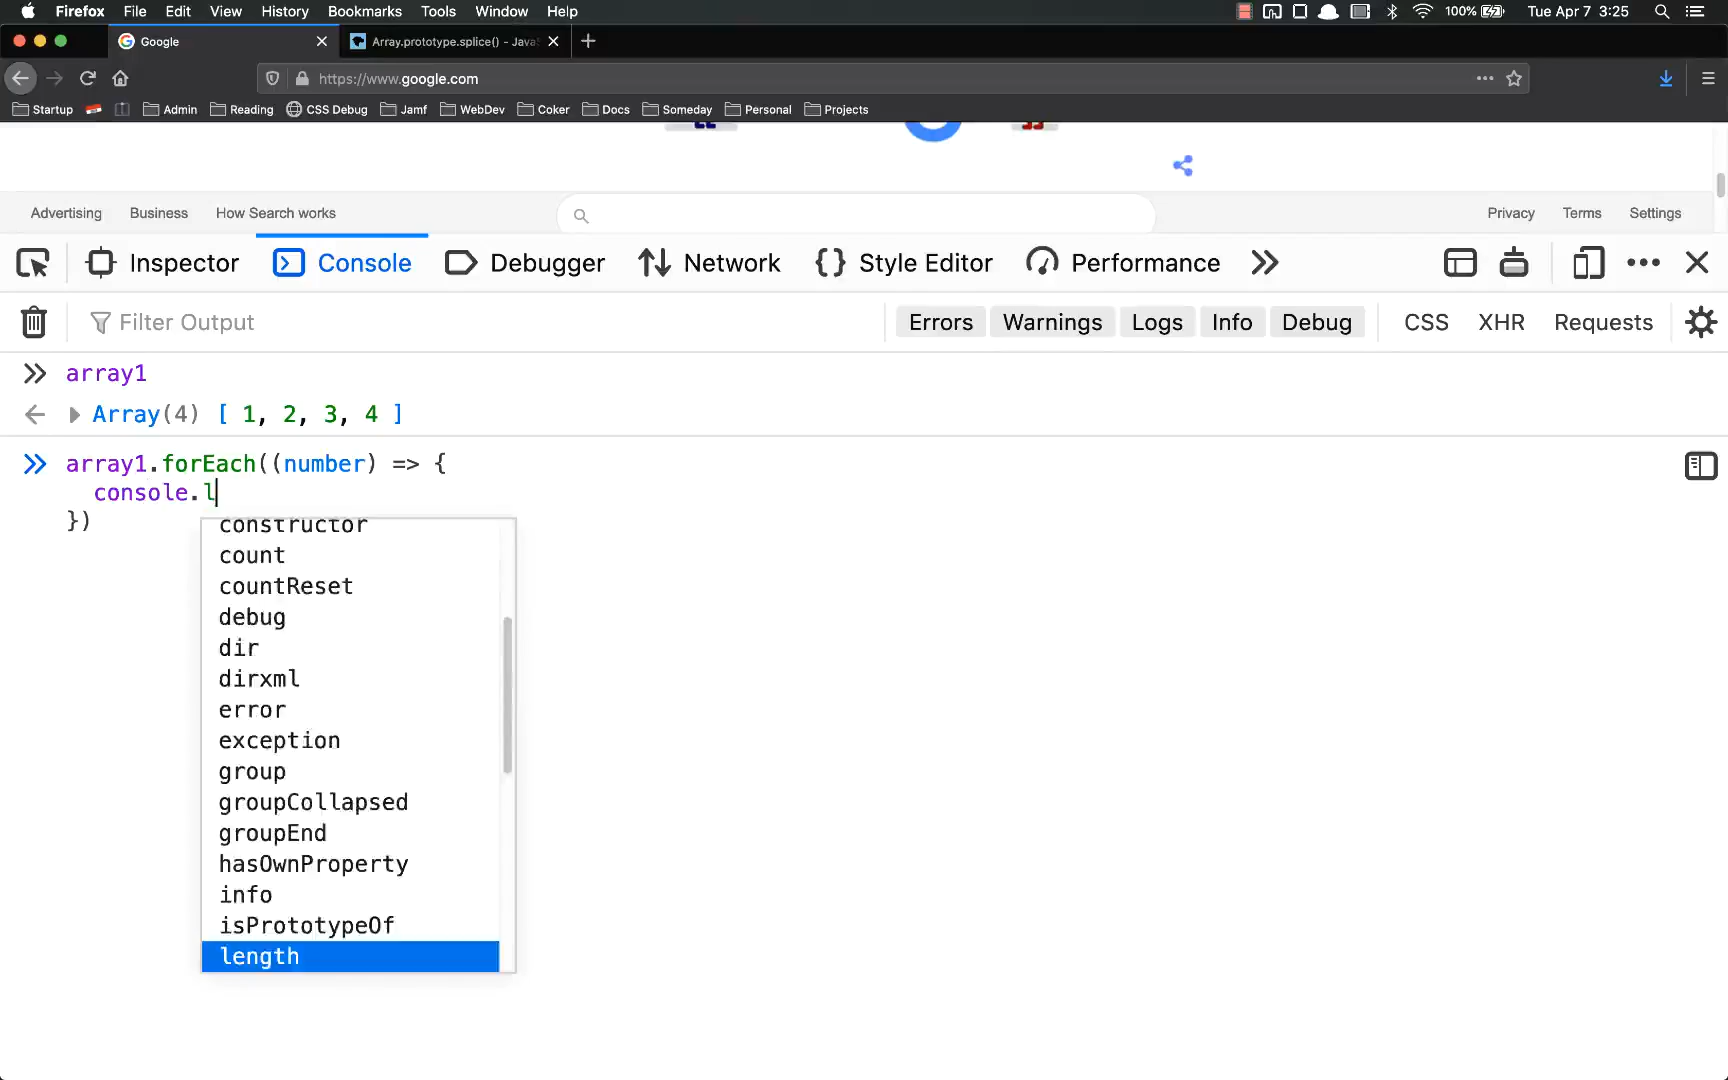 Firefox File Edit View History Bookmarks Tools Window Help 100% Tue Apr 7 3:25
Google Array.prototype.splice() - Java
https://www.google.com
Startup Admin Reading CSS Debug Jamf WebDev Coker Docs Someday Personal Projects
Advertising Business How Search works Privacy Terms Settings
Inspector Console Debugger Network Style Editor Performance
Filter Output Errors Warnings Logs Info Debug CSS XHR Requests
array1
Array(4) [ 1, 2, 3, 4 ]
array1.forEach((number) => {
console.l
})
constructor
count
countReset
debug
dir
dirxml
error
exception
group
groupCollapsed
groupEnd
hasOwnProperty
info
isPrototypeOf
length